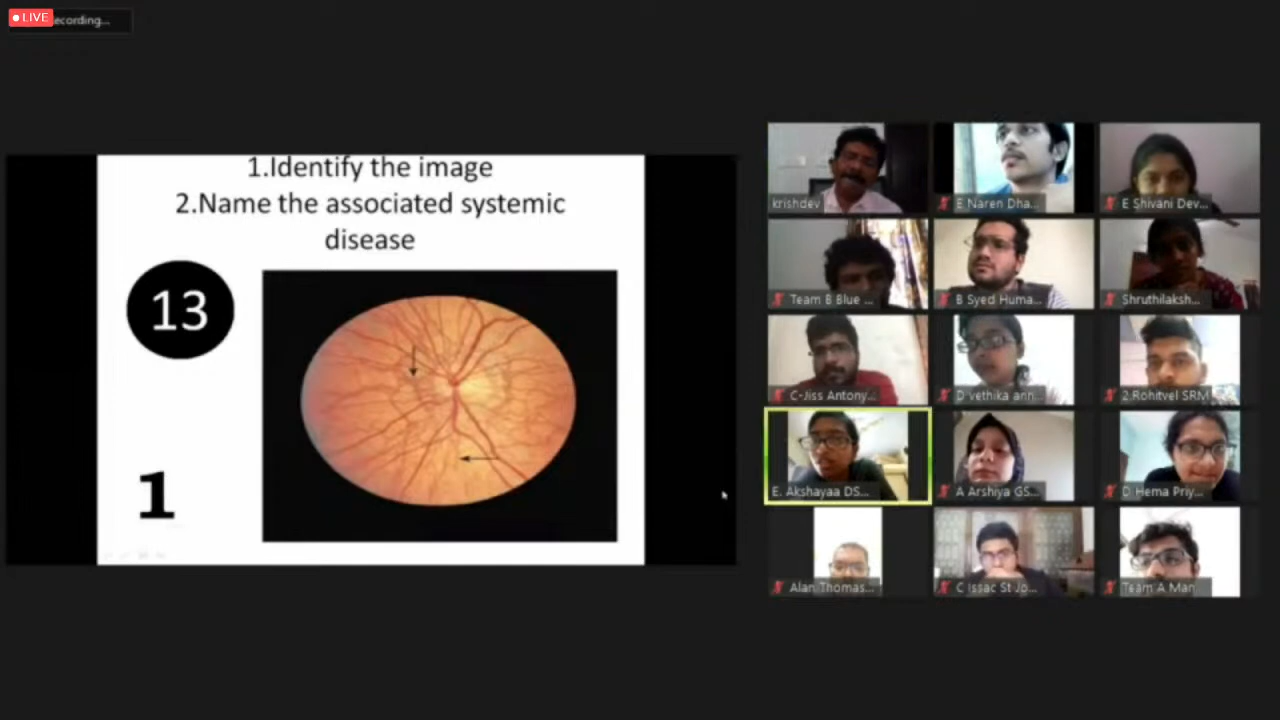 LIVE
ecording...
1.Identify the image
2.Name the associated systemic
disease
13
1
krishdev
E Naren Dha...
E Shivani Dev...
Team B Blue ...
B Syed Huma...
Shruthilaksh...
C-Jiss Antony...
D vethika ann...
2.Rohitvel SRM
E. Akshayaa DS...
A Arshiya GS...
D Hema Priy...
Alan Thomas...
C Issac St Jo...
Team A Man